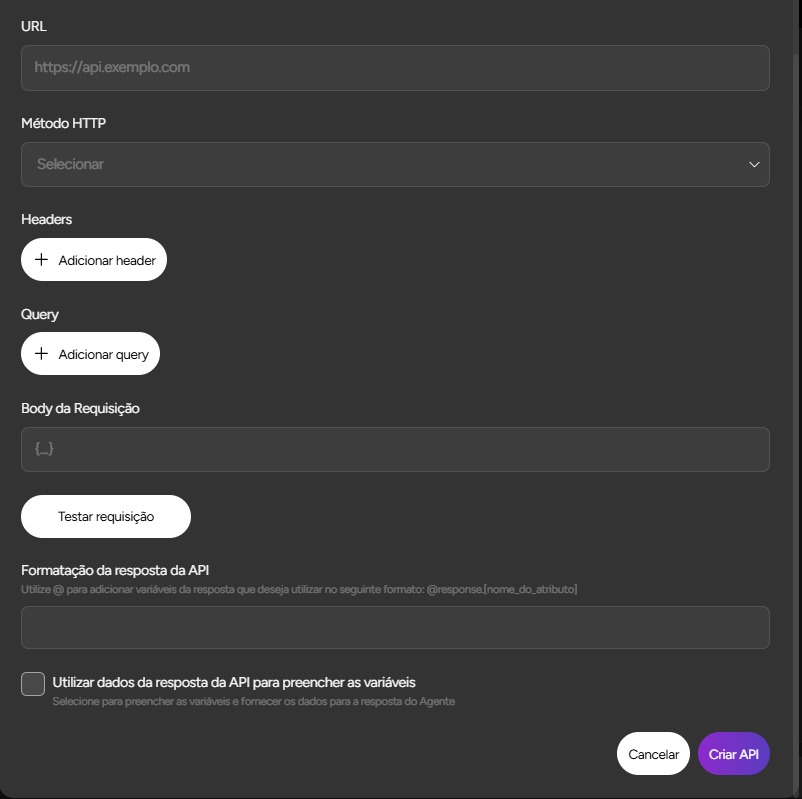 URL
https://api.exemplo.com
Método HTTP
Selecionar
Headers
Adicionar header
Query
Adicionar query
Body da Requisição
{...}
Testar requisição
Formatação da resposta da API
Utilize @ para adicionar variáveis da resposta que deseja utilizar no seguinte formato: @response.[nome_do_atributo]
Utilizar dados da resposta da API para preencher as variáveis
Selecione para preencher as variáveis e fornecer os dados para a resposta do Agente
Cancelar Criar API